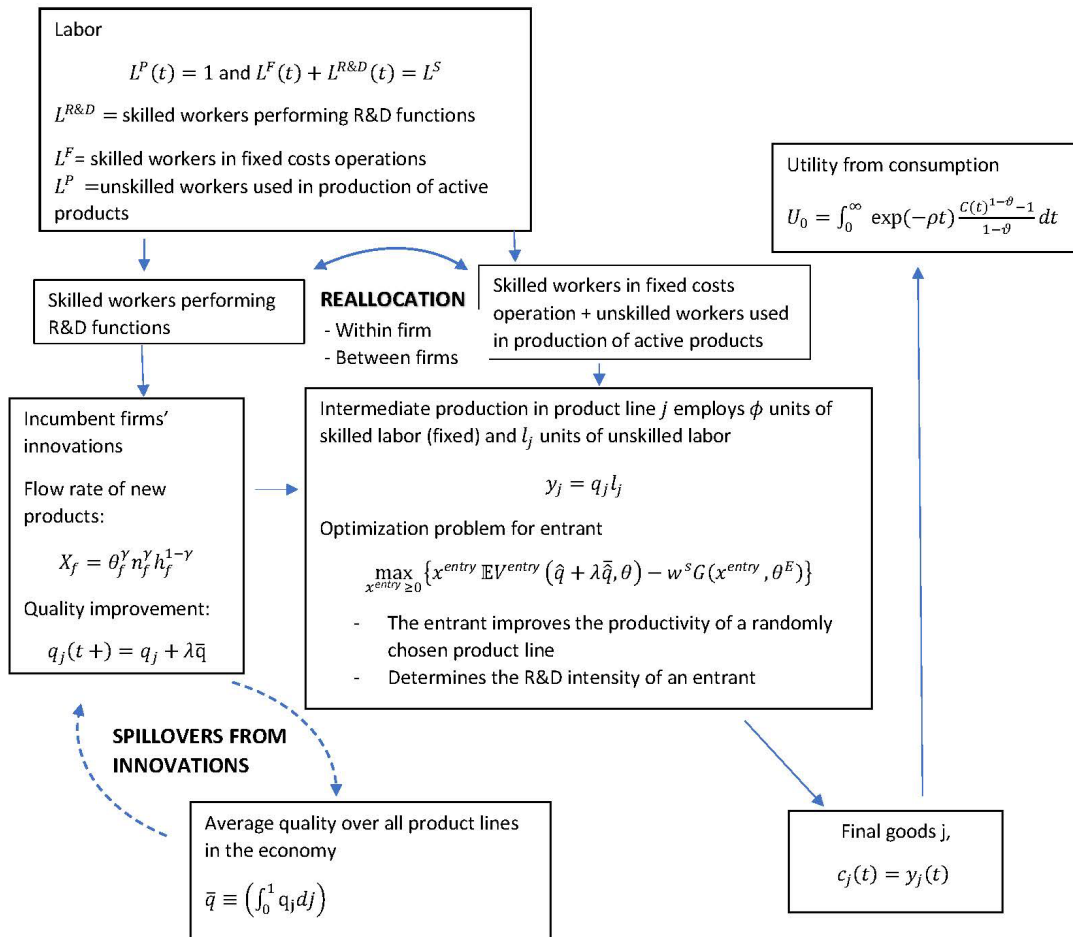 Labor
L^P(t) = 1 and L^F(t) + L^{R&D}(t) = L^S
L^{R&D} = skilled workers performing R&D functions
L^F= skilled workers in fixed costs operations
L^P =unskilled workers used in production of active
products
Utility from consumption
U_0 = ∫_0^∞ exp(−ρt) \frac{C(t)^{1−ϑ} −1}{1−ϑ} dt
Skilled workers performing
R&D functions
REALLOCATION
- Within firm
- Between firms
Skilled workers in fixed costs
operation + unskilled workers used
in production of active products
Incumbent firms'
innovations
Flow rate of new
products:
X_f = θ_f^γ n_f^γ h_f^{1−γ}
Quality improvement:
q_j(t+) = q_j + λq̄
Intermediate production in product line j employs ϕ units of
skilled labor (fixed) and l_j units of unskilled labor
y_j = q_j l_j
Optimization problem for entrant
max_{x^{entry} ≥0} {x^{entry} 𝔼V^{entry} (q̂ + λq̄̂, θ) − w^s G(x^{entry}, θ^E)}
- The entrant improves the productivity of a randomly
chosen product line
- Determines the R&D intensity of an entrant
SPILLOVERS FROM
INNOVATIONS
Average quality over all product lines
in the economy
q̄ ≡ (∫_0^1 q_j dj)
Final goods j,
c_j(t) = y_j(t)